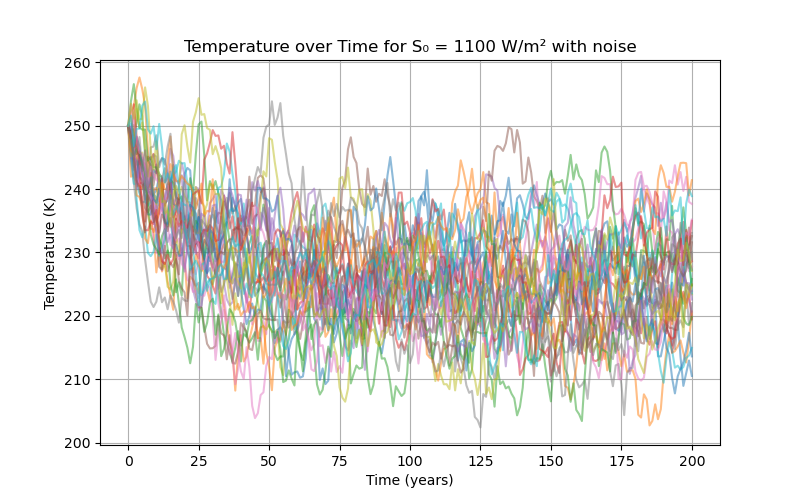 Temperature over Time for S₀ = 1100 W/m² with noise
Temperature (K)
260
250
240
230
220
210
200
0 25 50 75 100 125 150 175 200
Time (years)